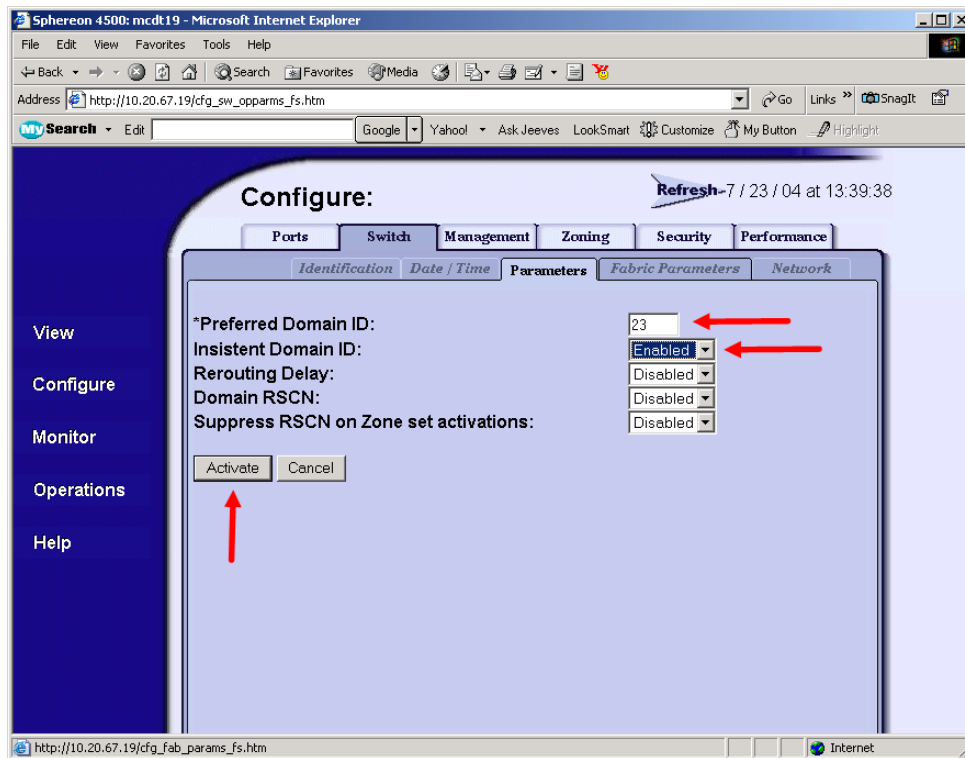 Sphereon 4500: mcdt19 - Microsoft Internet Explorer
File Edit View Favorites Tools Help
Back Search Favorites Media
Address http://10.20.67.19/cfg_sw_opparms_fs.htm Go Links » SnagIt
My Search Edit Google Yahoo! Ask Jeeves LookSmart Customize My Button Highlight
Configure: Refresh-7 / 23 / 04 at 13:39:38
Ports Switch Management Zoning Security Performance
Identification Date / Time Parameters Fabric Parameters Network
*Preferred Domain ID: 23
Insistent Domain ID: Enabled
Rerouting Delay: Disabled
Domain RSCN: Disabled
Suppress RSCN on Zone set activations: Disabled
Activate Cancel
View
Configure
Monitor
Operations
Help
http://10.20.67.19/cfg_fab_params_fs.htm Internet